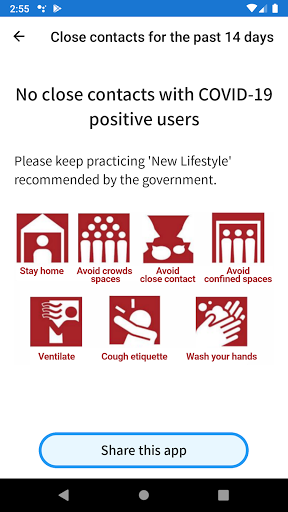 2:55
Close contacts for the past 14 days
No close contacts with COVID-19
positive users
Please keep practicing 'New Lifestyle'
recommended by the government.
Stay home
Avoid crowds
spaces
Avoid
close contact
Avoid
confined spaces
Ventilate
Cough etiquette
Wash your hands
Share this app